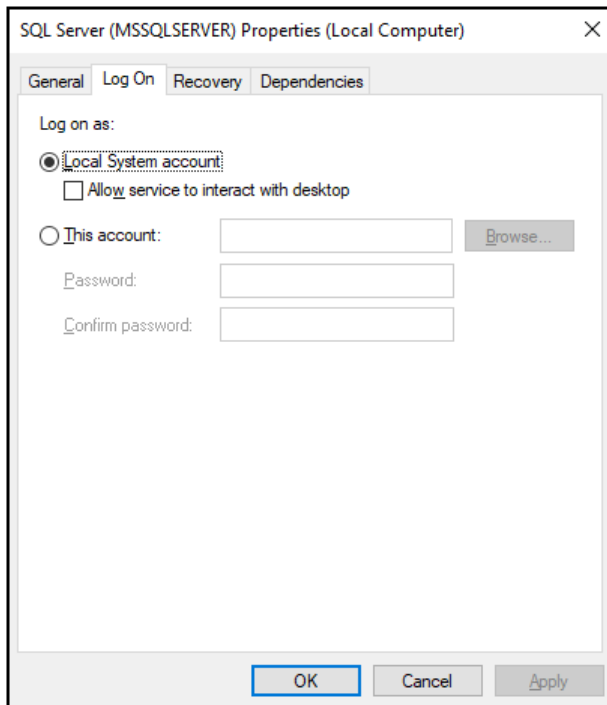 SQL Server (MSSQLSERVER) Properties (Local Computer)
General Log On Recovery Dependencies
Log on as:
Local System account
Allow service to interact with desktop
This account:
Browse...
Password:
Confirm password:
OK Cancel Apply